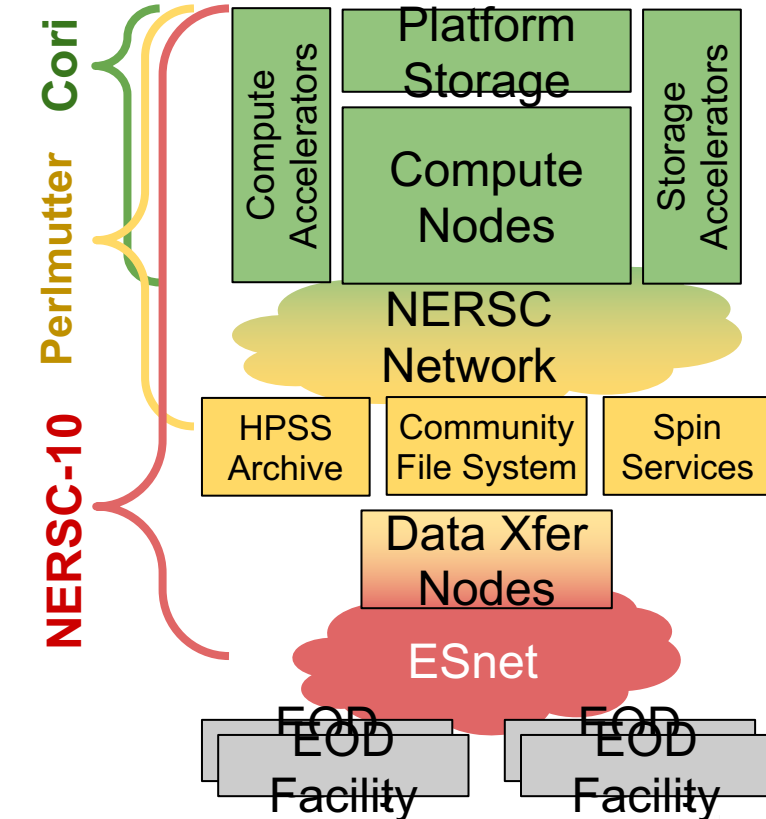 Cori
Perlmutter
NERSC-10
Compute
Accelerators
Platform
Storage
Compute
Nodes
Storage
Accelerators
NERSC
Network
HPSS
Archive
Community
File System
Spin
Services
Data Xfer
Nodes
ESnet
EOD
EOD
Facility
EOD
EOD
Facility